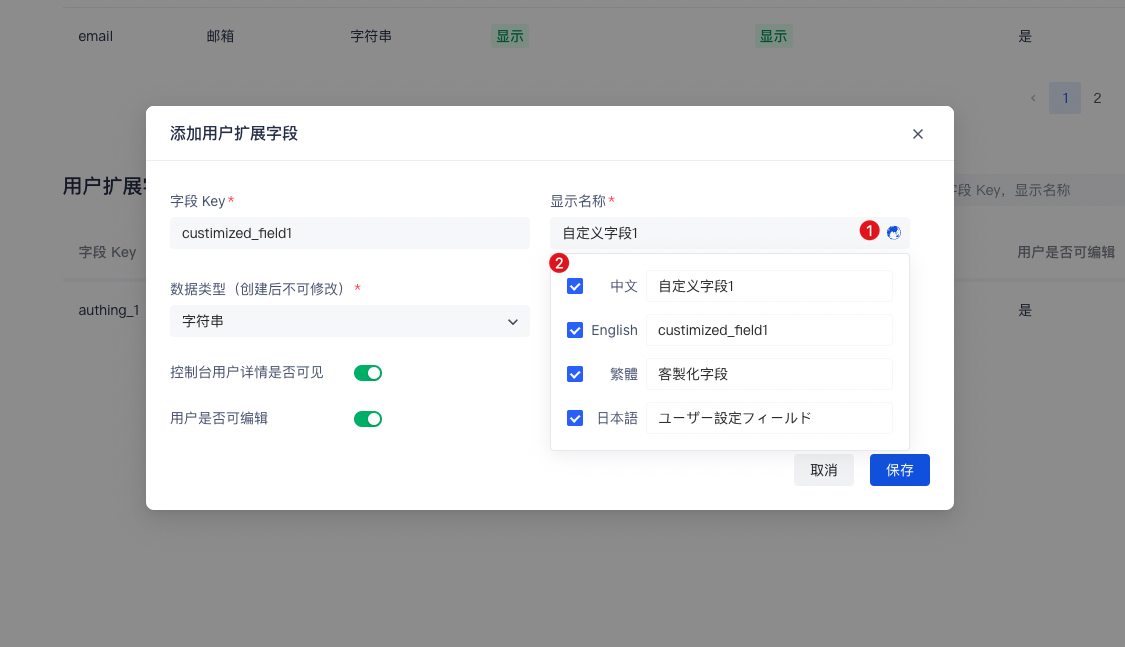 email 邮箱 字符串 显示 显示 是
1 2
添加用户扩展字段
用户扩展
字段 Key，显示名称
字段 Key* 显示名称*
custimized_field1 自定义字段1 1
字段 Key 用户是否可编辑
2
中文 自定义字段1
数据类型（创建后不可修改）*
authing_1 是
字符串
English custimized_field1
控制台用户详情是否可见
繁體 客製化字段
用户是否可编辑
日本語 ユーザー設定フィールド
取消 保存